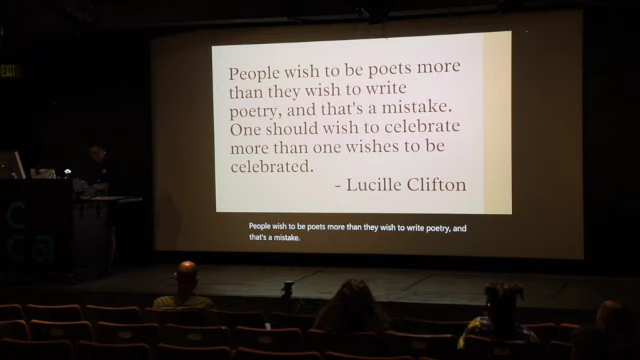 EXIT
People wish to be poets more
than they wish to write
poetry, and that's a mistake.
One should wish to celebrate
more than one wishes to be
celebrated.
- Lucille Clifton
People wish to be poets more than they wish to write poetry, and
that's a mistake.
C
Ca